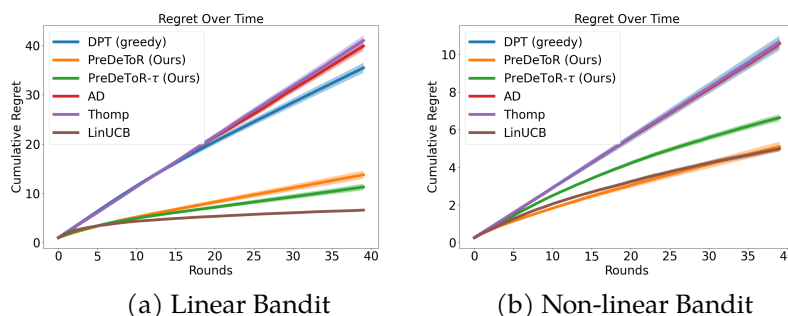 Regret Over Time
Cumulative Regret
40
30
20
10
0
DPT (greedy)
PreDeToR (Ours)
PreDeToR-τ (Ours)
AD
Thomp
LinUCB
0 5 10 15 20 25 30 35 40
Rounds
(a) Linear Bandit
Regret Over Time
Cumulative Regret
10
8
6
4
2
0
DPT (greedy)
PreDeToR (Ours)
PreDeToR-τ (Ours)
AD
Thomp
LinUCB
0 5 10 15 20 25 30 35 40
Rounds
(b) Non-linear Bandit